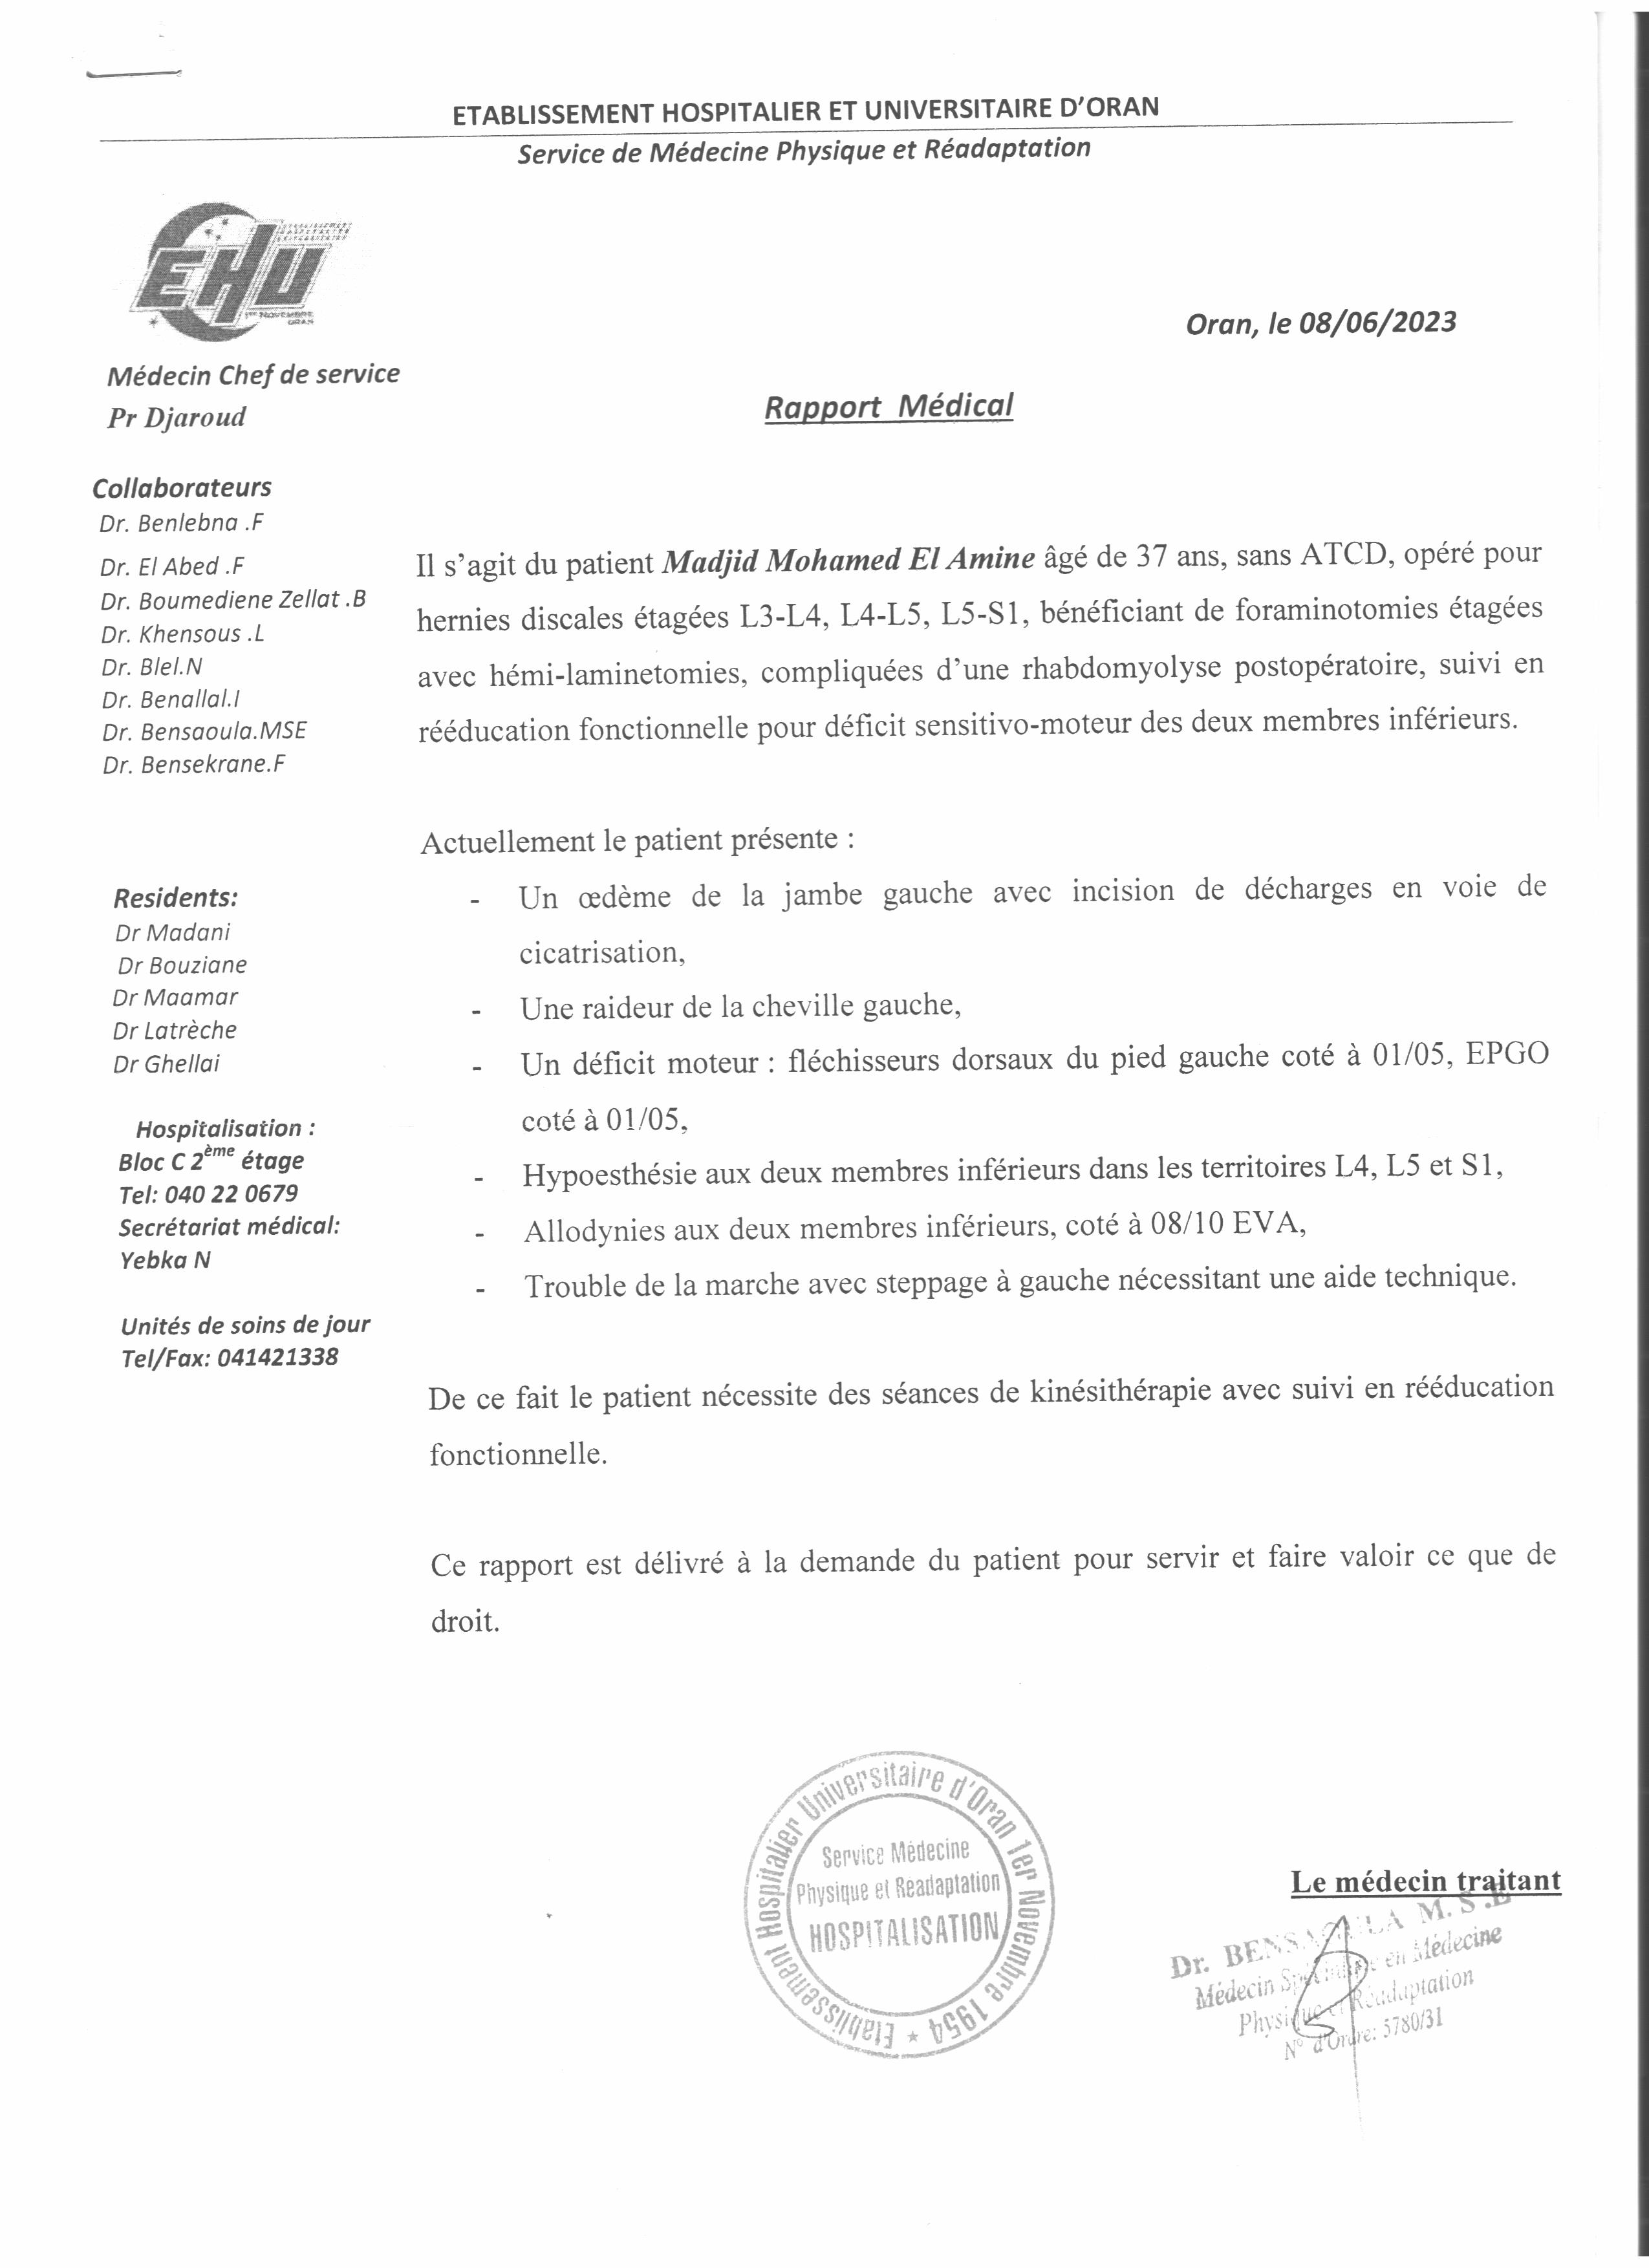 ETABLISSEMENT HOSPITALIER ET UNIVERSITAIRE D'ORAN
Service de Médecine Physique et Réadaptation
EHU
1er NOVEMBRE
ORAN
Oran, le 08/06/2023
Médecin Chef de service
Pr Djaroud
Rapport Médical
Collaborateurs
Dr. Benlebna .F
Dr. El Abed .F
Dr. Boumediene Zellat .B
Dr. Khensous .L
Dr. Blel.N
Dr. Benallal.I
Dr. Bensaoula.MSE
Dr. Bensekrane.F
Residents:
Dr Madani
Dr Bouziane
Dr Maamar
Dr Latrèche
Dr Ghellai
Hospitalisation :
Bloc C 2ème étage
Tel: 040 22 0679
Secrétariat médical:
Yebka N
Unités de soins de jour
Tel/Fax: 041421338
Il s'agit du patient Madjid Mohamed El Amine âgé de 37 ans, sans ATCD, opéré pour
hernies discales étagées L3-L4, L4-L5, L5-S1, bénéficiant de foraminotomies étagées
avec hémi-laminetomies, compliquées d'une rhabdomyolyse postopératoire, suivi en
rééducation fonctionnelle pour déficit sensitivo-moteur des deux membres inférieurs.
Actuellement le patient présente :
- Un œdème de la jambe gauche avec incision de décharges en voie de
cicatrisation,
- Une raideur de la cheville gauche,
- Un déficit moteur : fléchisseurs dorsaux du pied gauche coté à 01/05, EPGO
coté à 01/05,
- Hypoesthésie aux deux membres inférieurs dans les territoires L4, L5 et S1,
- Allodynies aux deux membres inférieurs, coté à 08/10 EVA,
- Trouble de la marche avec steppage à gauche nécessitant une aide technique.
De ce fait le patient nécessite des séances de kinésithérapie avec suivi en rééducation
fonctionnelle.
Ce rapport est délivré à la demande du patient pour servir et faire valoir ce que de
droit.
Etablissement Hospitalier Universitaire d'Oran 1er Novembre 1954 *
Service Médecine
Physique et Readaptation
HOSPITALISATION
Le médecin traitant
Dr. BENSAOULA M. S .E
Médecin Spécialiste en Médecine
Physique et Réadaptation
N° d'Ordre: 5780/31